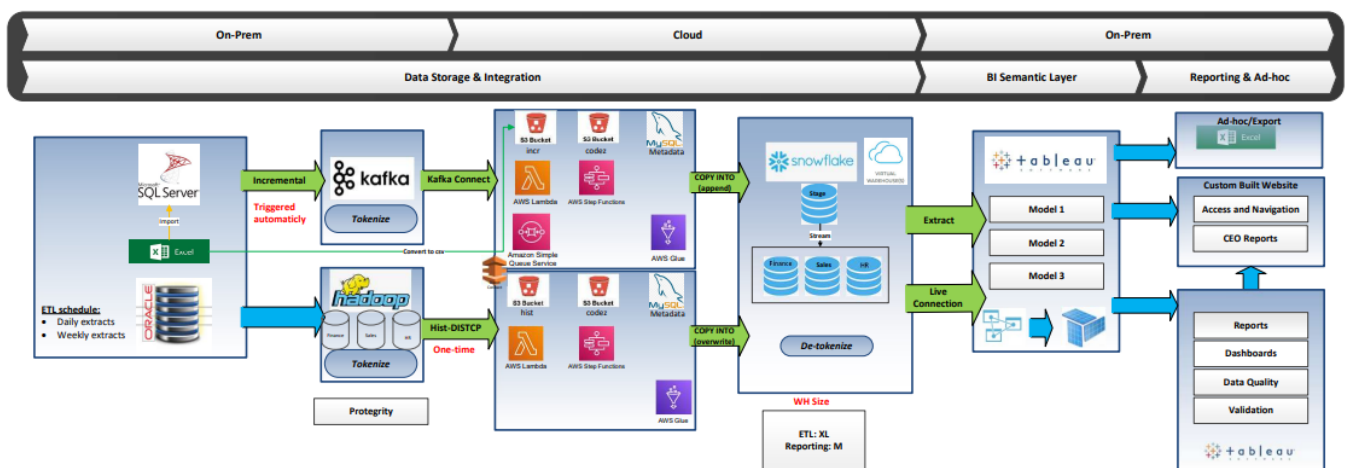 On-Prem
Cloud
On-Prem
Data Storage & Integration
BI Semantic Layer
Reporting & Ad-hoc
Microsoft
SQL Server
Import
Excel
ORACLE
ETL schedule:
• Daily extracts
• Weekly extracts
Incremental
Triggered
automaticly
kafka
Tokenize
Kafka Connect
Convert to csv
hadoop
Finance
Sales
HR
Tokenize
Hist-DISTCP
One-time
Protegrity
S3 Bucket
incr
S3 Bucket
codez
MySQL
Metadata
AWS Lambda
AWS Step Functions
Amazon Simple
Queue Service
AWS Glue
S3 Bucket
hist
S3 Bucket
codez
MySQL
Metadata
AWS Lambda
AWS Step Functions
AWS Glue
COPY INTO
(append)
COPY INTO
(overwrite)
snowflake
VIRTUAL
WAREHOUSE(S)
Stage
Stream
Finance
Sales
HR
De-tokenize
WH Size
ETL: XL
Reporting: M
Extract
Live
Connection
+ableau
SOFTWARE
Model 1
Model 2
Model 3
Ad-hoc/Export
Excel
Custom Built Website
Access and Navigation
CEO Reports
Reports
Dashboards
Data Quality
Validation
+ableau
SOFTWARE